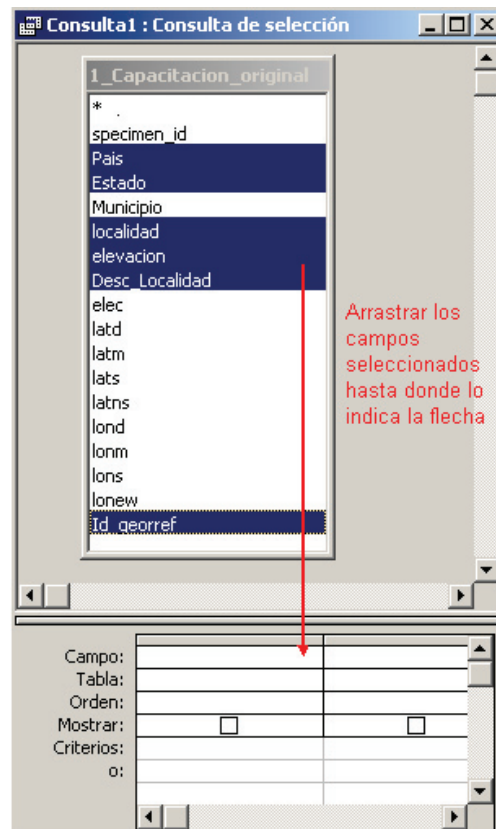 Consulta1 : Consulta de selección
1_Capacitacion_original
* .
specimen_id
Pais
Estado
Municipio
localidad
elevacion
Desc_Localidad
elec
latd
latm
lats
latns
lond
lonm
lons
lonew
Id_georref
Arrastrar los
campos
seleccionados
hasta donde lo
indica la flecha
Campo:
Tabla:
Orden:
Mostrar:
Criterios:
o: